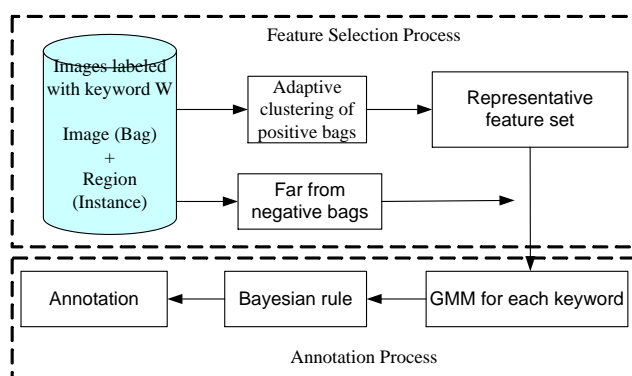 Feature Selection Process
Images labeled
with keyword W
Image (Bag)
+
Region
(Instance)
Adaptive
clustering of
positive bags
Representative
feature set
Far from
negative bags
Annotation
Bayesian rule
GMM for each keyword
Annotation Process